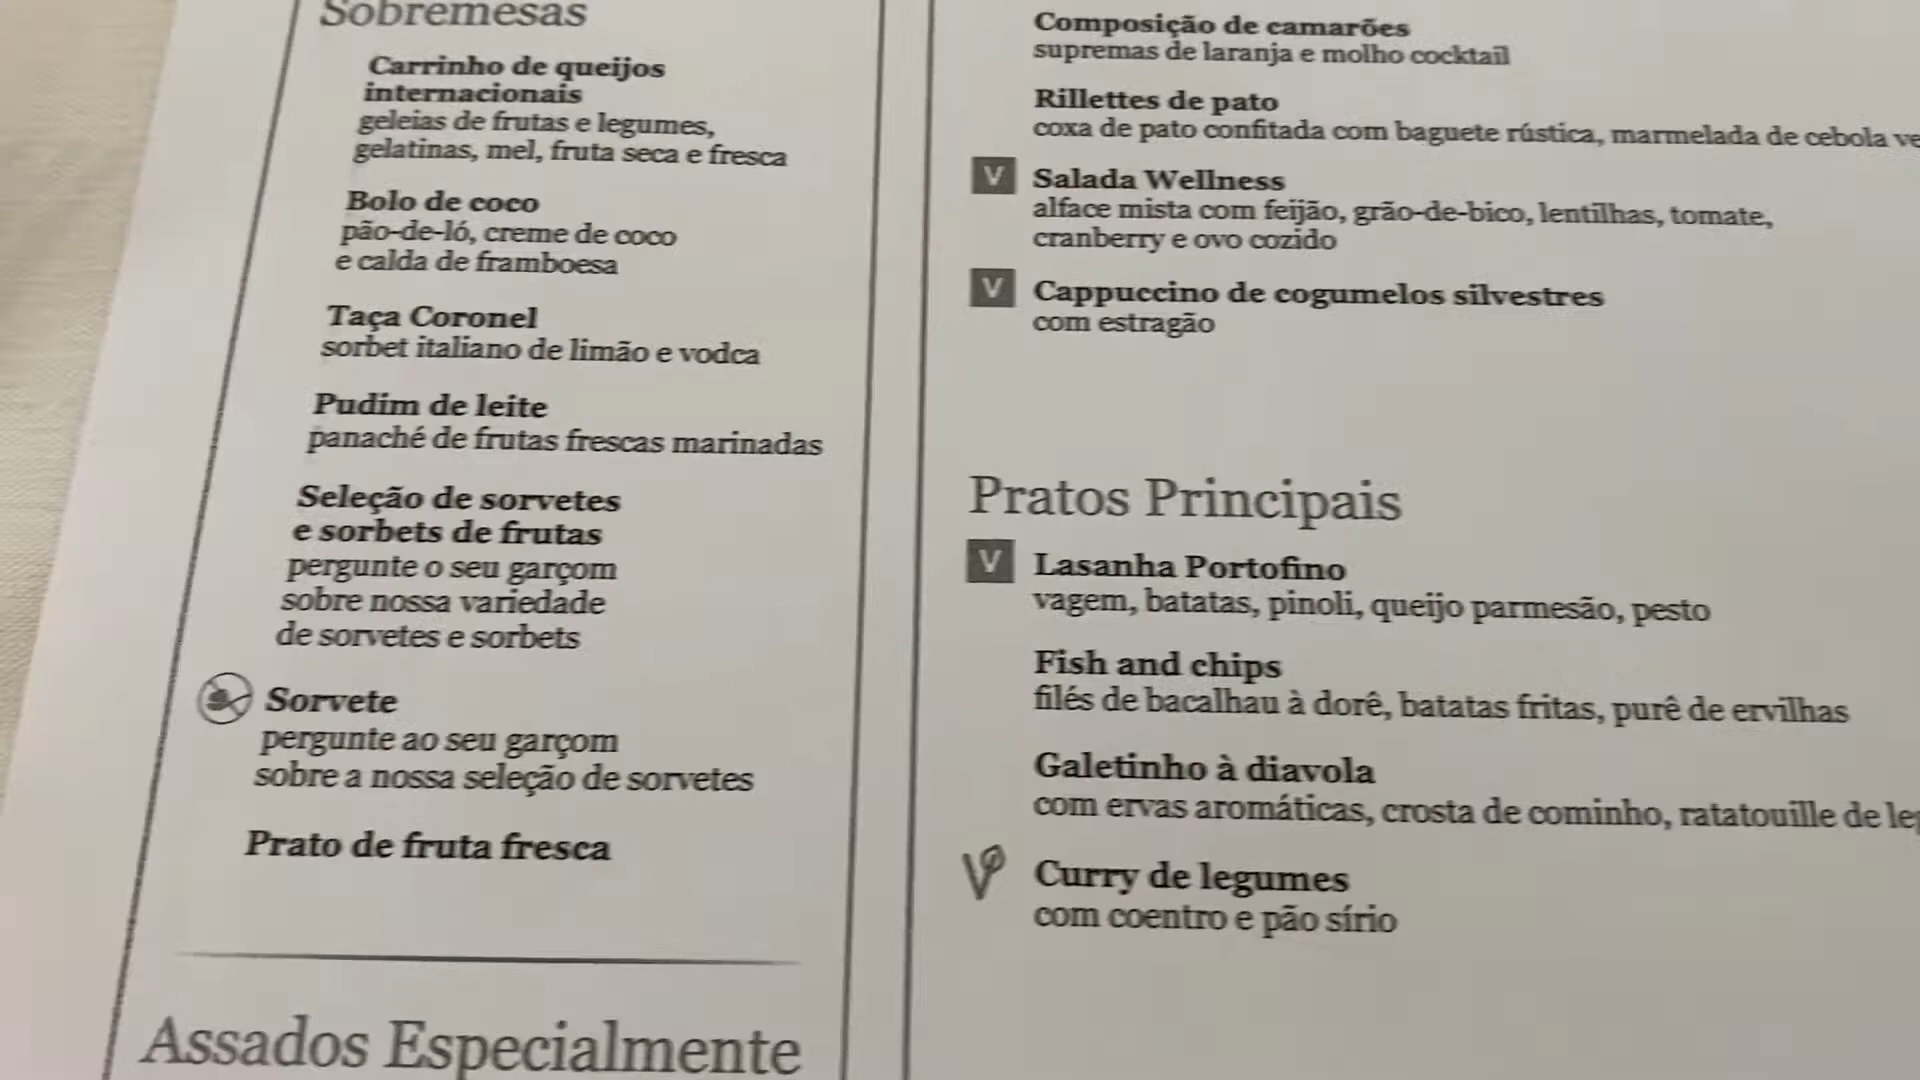 Sobremesas
Carrinho de queijos
internacionais
geleias de frutas e legumes,
gelatinas, mel, fruta seca e fresca
Bolo de coco
pão-de-ló, creme de coco
e calda de framboesa
Taça Coronel
sorbet italiano de limão e vodca
Pudim de leite
panaché de frutas frescas marinadas
Seleção de sorvetes
e sorbets de frutas
pergunte o seu garçom
sobre nossa variedade
de sorvetes e sorbets
Sorvete
pergunte ao seu garçom
sobre a nossa seleção de sorvetes
Prato de fruta fresca
Assados Especialmente
Composição de camarões
supremas de laranja e molho cocktail
Rillettes de pato
coxa de pato confitada com baguete rústica, marmelada de cebola
V Salada Wellness
alface mista com feijão, grão-de-bico, lentilhas, tomate,
cranberry e ovo cozido
V Cappuccino de cogumelos silvestres
com estragão
Pratos Principais
V Lasanha Portofino
vagem, batatas, pinoli, queijo parmesão, pesto
Fish and chips
filés de bacalhau à dorê, batatas fritas, purê de ervilhas
Galetinho à diavola
com ervas aromáticas, crosta de cominho, ratatouille de
V Curry de legumes
com coentro e pão sírio